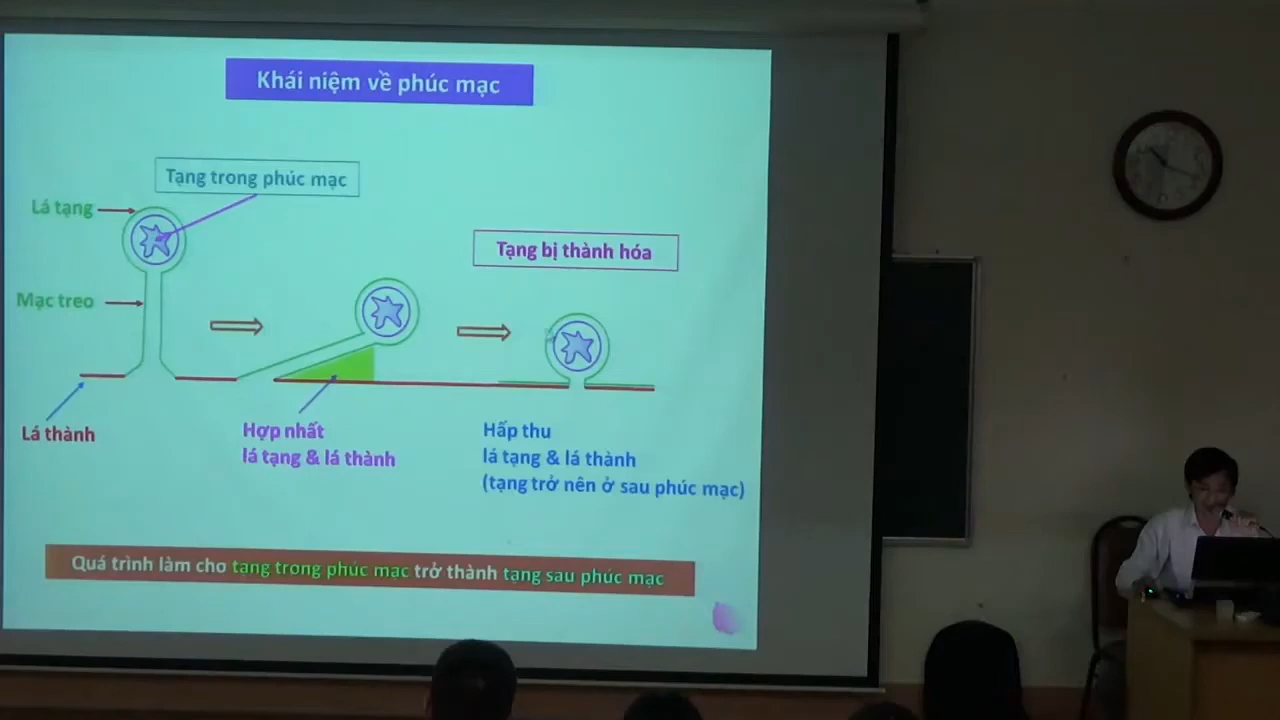 Khái niệm về phúc mạc
Tạng trong phúc mạc
Lá tạng
Tạng bị thành hóa
Mạc treo
Lá thành
Hợp nhất
lá tạng & lá thành
Hấp thu
lá tạng & lá thành
(tạng trở nên ở sau phúc mạc)
Quá trình làm cho tạng trong phúc mạc trở thành tạng sau phúc mạc